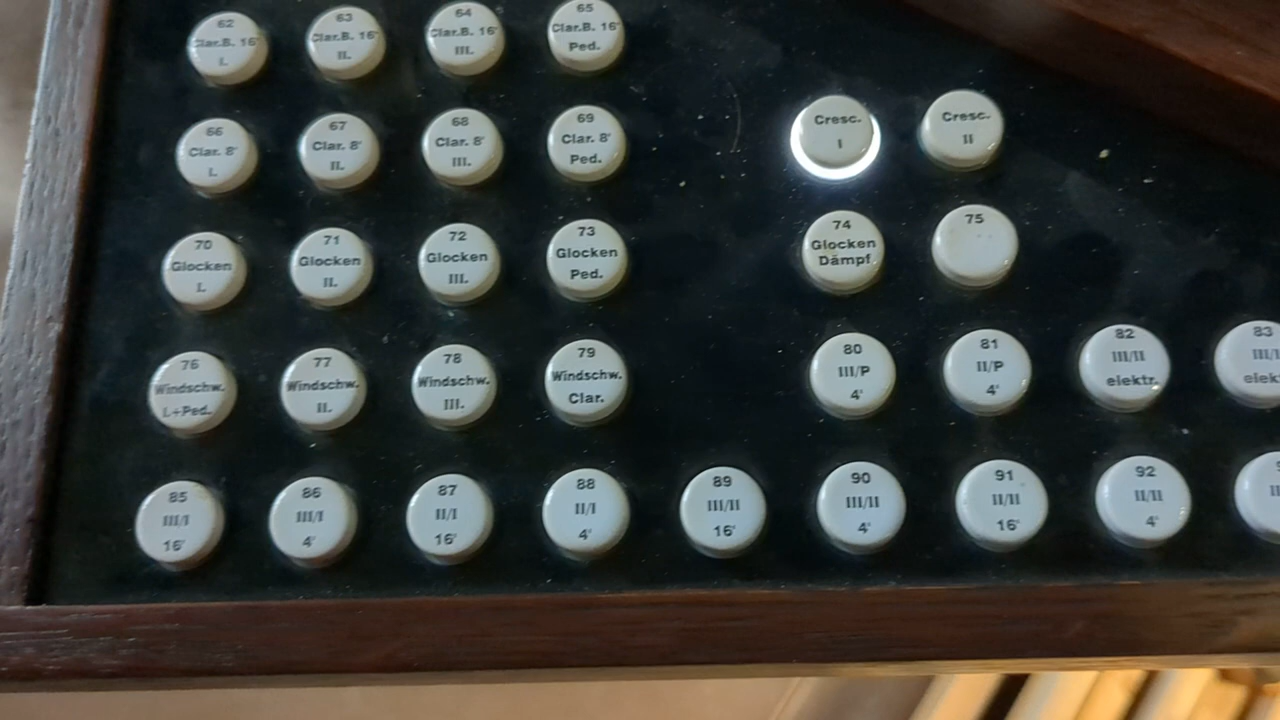 62 63 64 65
Clar.B. 16' Clar.B. 16' Clar.B. 16' Clar.B. 16'
I. II. III. Ped.
Cresc. Cresc.
I II
66 67 68 69
Clar. 8' Clar. 8' Clar. 8' Clar. 8'
I. II. III. Ped.
70 71 72 73 74 75
Glocken Glocken Glocken Glocken Glocken
I. II. III. Ped. Dämpf.
76 77 78 79 80 81 82 83
Windschw. Windschw. Windschw. Windschw. III/P II/P III/II
I.+Ped. II. III. Clar. 4' 4' elektr.
85 86 87 88 89 90 91 92
III/I III/I II/I II/I III/II III/II II/II II/II
16' 4' 16' 4' 16' 4' 16' 4'